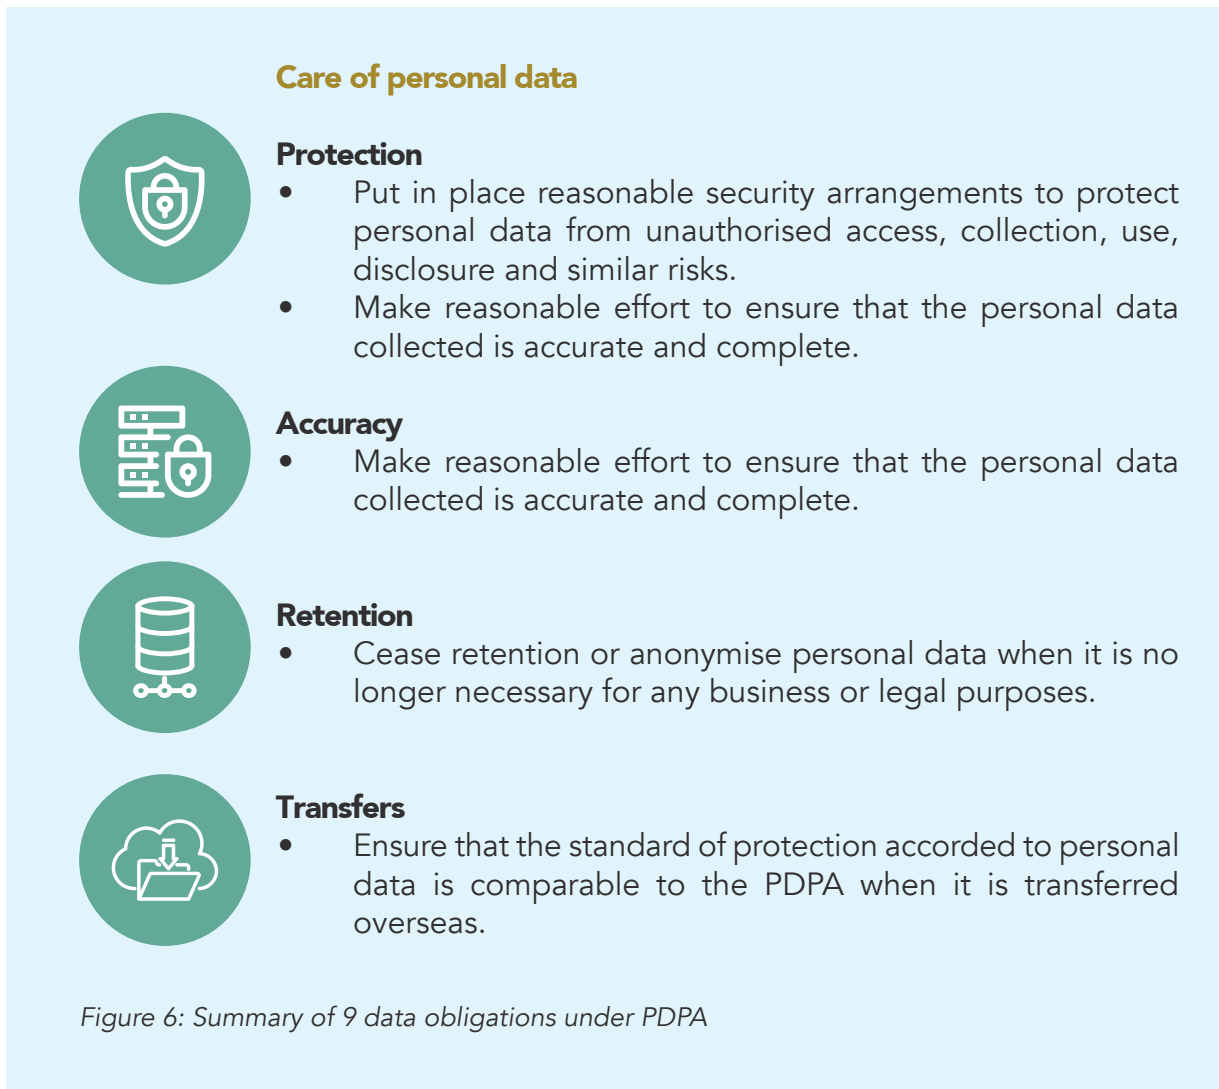 Care of personal data
Protection
• Put in place reasonable security arrangements to protect
personal data from unauthorised access, collection, use,
disclosure and similar risks.
• Make reasonable effort to ensure that the personal data
collected is accurate and complete.
Accuracy
• Make reasonable effort to ensure that the personal data
collected is accurate and complete.
Retention
• Cease retention or anonymise personal data when it is no
longer necessary for any business or legal purposes.
Transfers
• Ensure that the standard of protection accorded to personal
data is comparable to the PDPA when it is transferred
overseas.
Figure 6: Summary of 9 data obligations under PDPA